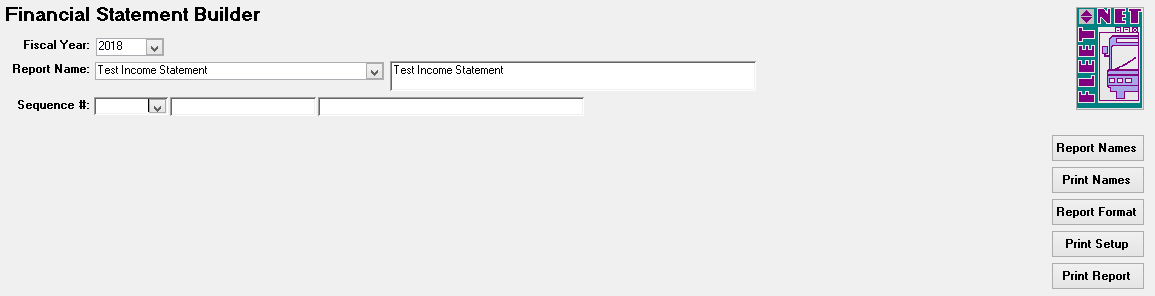 Financial Statement Builder
Fiscal Year: 2018
Report Name: Test Income Statement Test Income Statement
Sequence #:
FLEET NET
Report Names
Print Names
Report Format
Print Setup
Print Report